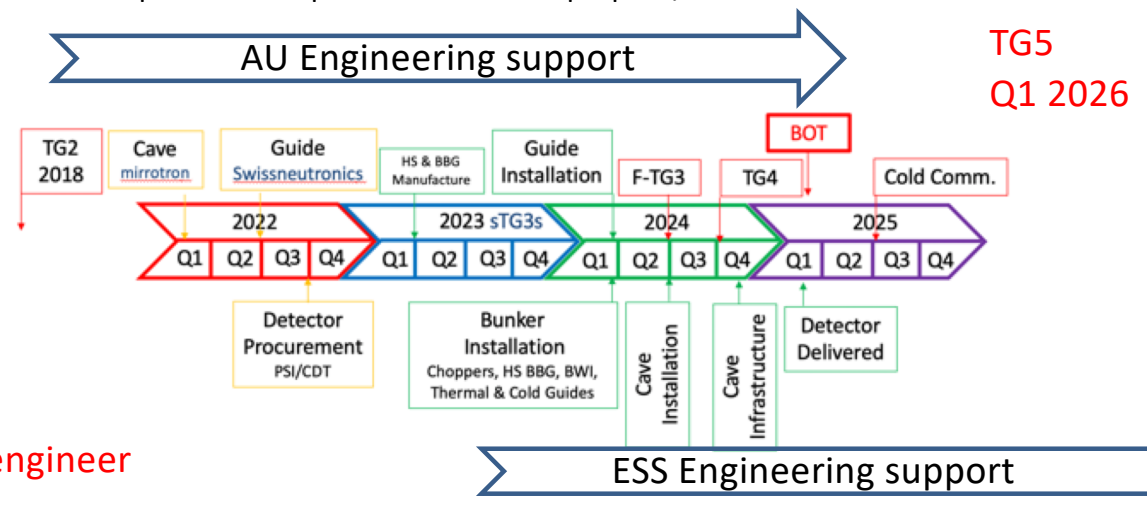 AU Engineering support
TG5
Q1 2026
TG2
2018
Cave
mirrotron
Guide
Swissneutronics
HS & BBG
Manufacture
Guide
Installation
F-TG3
TG4
BOT
Cold Comm.
2022
2023 sTG3s
2024
2025
Q1 Q2 Q3 Q4 Q1 Q2 Q3 Q4 Q1 Q2 Q3 Q4 Q1 Q2 Q3 Q4
Detector
Procurement
PSI/CDT
Bunker
Installation
Choppers, HS BBG, BWI,
Thermal & Cold Guides
Cave
Installation
Cave
Infrastructure
Detector
Delivered
engineer
ESS Engineering support